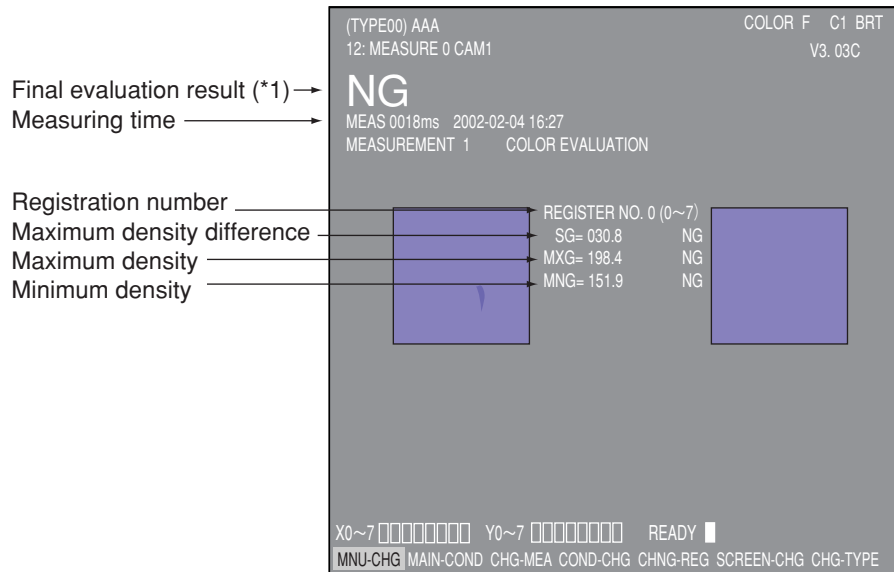 (TYPE00) AAA COLOR F C1 BRT
12: MEASURE 0 CAM1 V3. 03C
Final evaluation result (*1)
NG
Measuring time
MEAS 0018ms 2002-02-04 16:27
MEASUREMENT 1 COLOR EVALUATION
Registration number
REGISTER NO. 0 (0~7)
Maximum density difference
SG= 030.8 NG
Maximum density
MXG= 198.4 NG
Minimum density
MNG= 151.9 NG
X0~7 Y0~7 READY
MNU-CHG MAIN-COND CHG-MEA COND-CHG CHNG-REG SCREEN-CHG CHG-TYPE